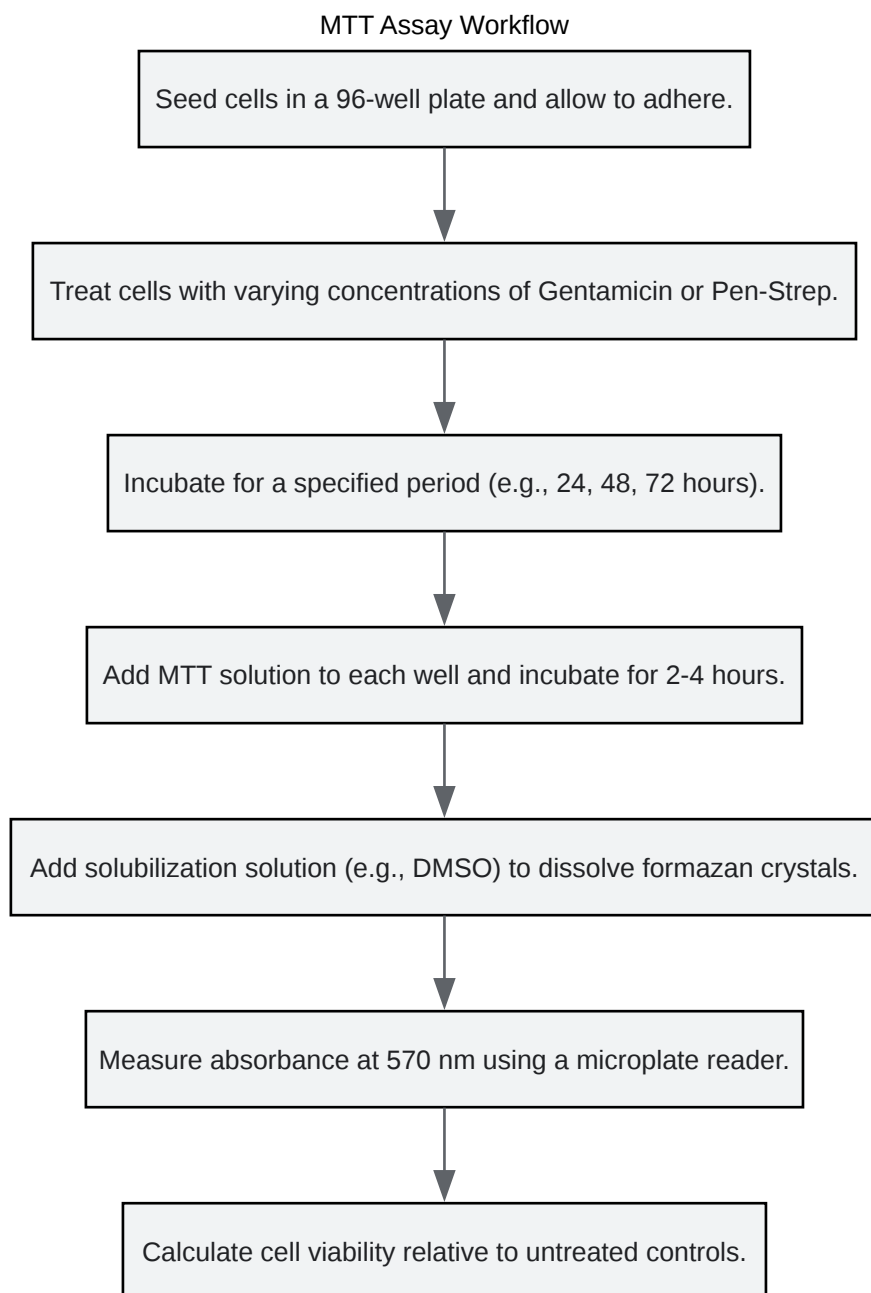 MTT Assay Workflow
Seed cells in a 96-well plate and allow to adhere.
Treat cells with varying concentrations of Gentamicin or Pen-Strep.
Incubate for a specified period (e.g., 24, 48, 72 hours).
Add MTT solution to each well and incubate for 2-4 hours.
Add solubilization solution (e.g., DMSO) to dissolve formazan crystals.
Measure absorbance at 570 nm using a microplate reader.
Calculate cell viability relative to untreated controls.